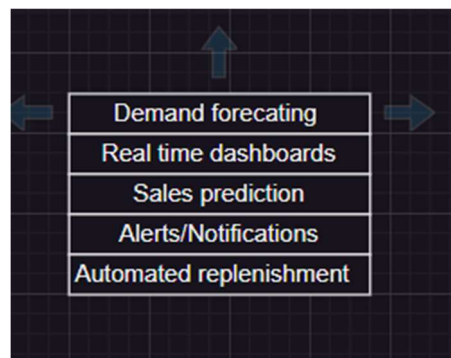 Demand forecating
Real time dashboards
Sales prediction
Alerts/Notifications
Automated replenishment